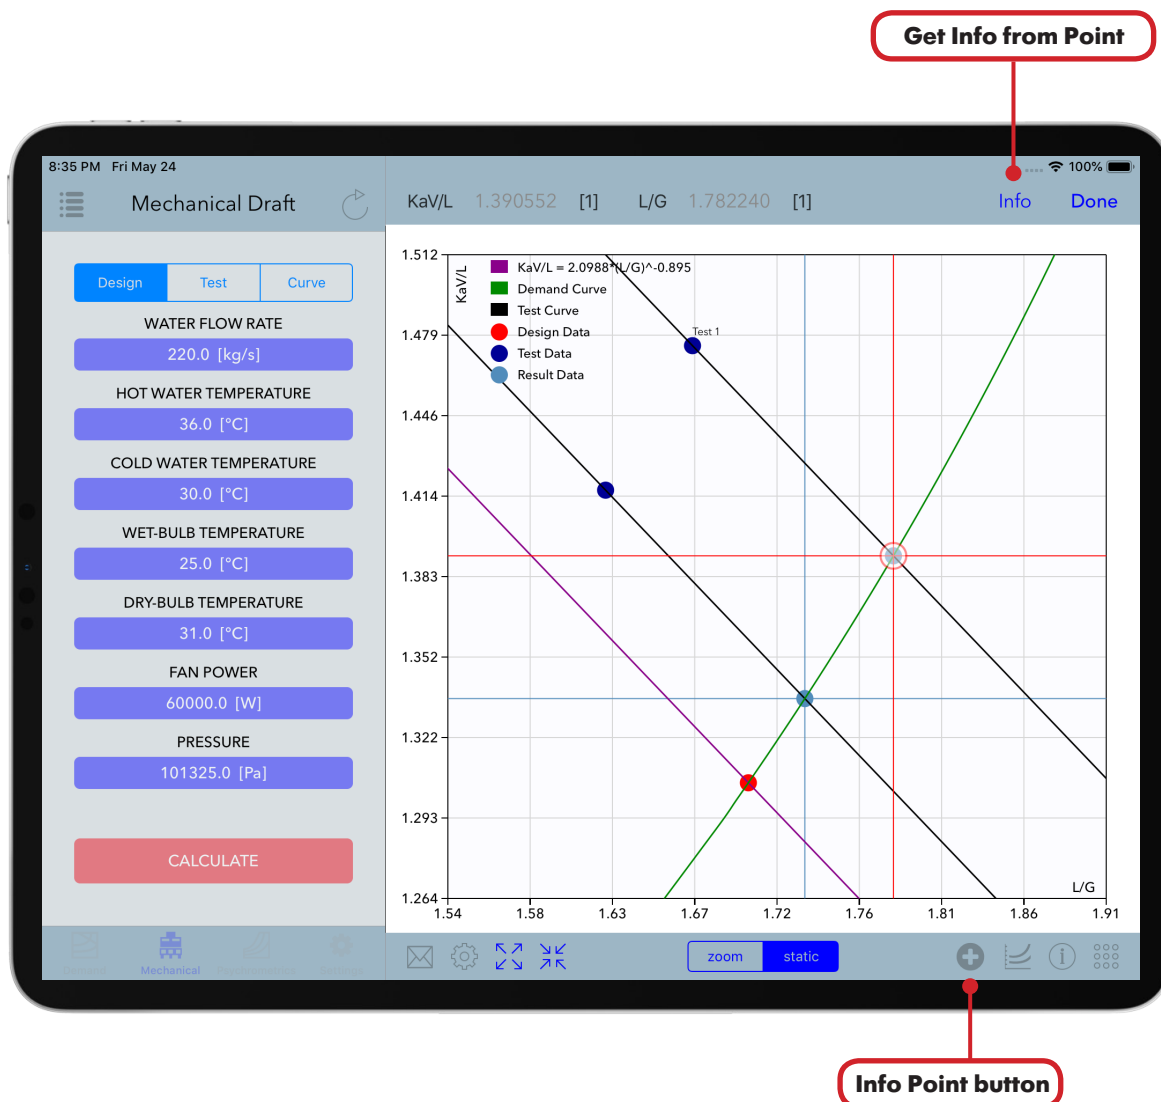 Get Info from Point
8:35 PM Fri May 24
100%
Mechanical Draft
KaV/L 1.390552 [1] L/G 1.782240 [1]
Info Done
Design Test Curve
WATER FLOW RATE
220.0 [kg/s]
HOT WATER TEMPERATURE
36.0 [°C]
COLD WATER TEMPERATURE
30.0 [°C]
WET-BULB TEMPERATURE
25.0 [°C]
DRY-BULB TEMPERATURE
31.0 [°C]
FAN POWER
60000.0 [W]
PRESSURE
101325.0 [Pa]
CALCULATE
Mechanical
KaV/L
KaV/L = 2.0988*(L/G)^-0.895
Demand Curve
Test Curve
Design Data
Test Data
Result Data
Test 1
1.512
1.479
1.446
1.414
1.383
1.352
1.322
1.293
1.264
L/G
1.54 1.58 1.63 1.67 1.72 1.76 1.81 1.86 1.91
zoom static
Info Point button